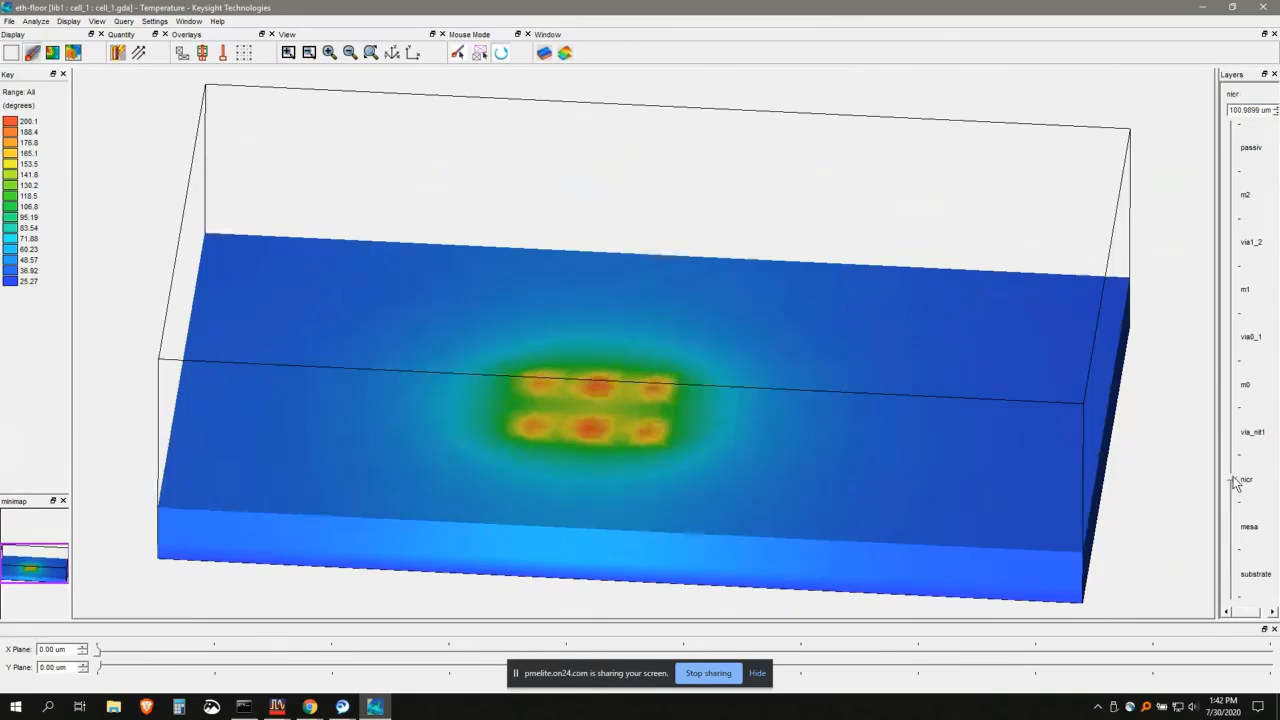 eth-floor [lib1 : cell_1 : cell_1.gda] - Temperature - Keysight Technologies
File Analyze Display View Query Settings Window Help
Display Quantity Overlays View Mouse Mode Window
Key
Range: All
(degrees)
200.1
188.4
176.8
165.1
153.5
141.8
130.2
118.5
106.8
95.19
83.54
71.88
60.23
48.57
36.92
25.27
minimap
Layers
nicr
100.9899 um
passiv
m2
via1_2
m1
via0_1
m0
via_nit1
nicr
mesa
substrate
X Plane: 0.00 um
Y Plane: 0.00 um
pmelite.on24.com is sharing your screen. Stop sharing Hide
1:42 PM
7/30/2020